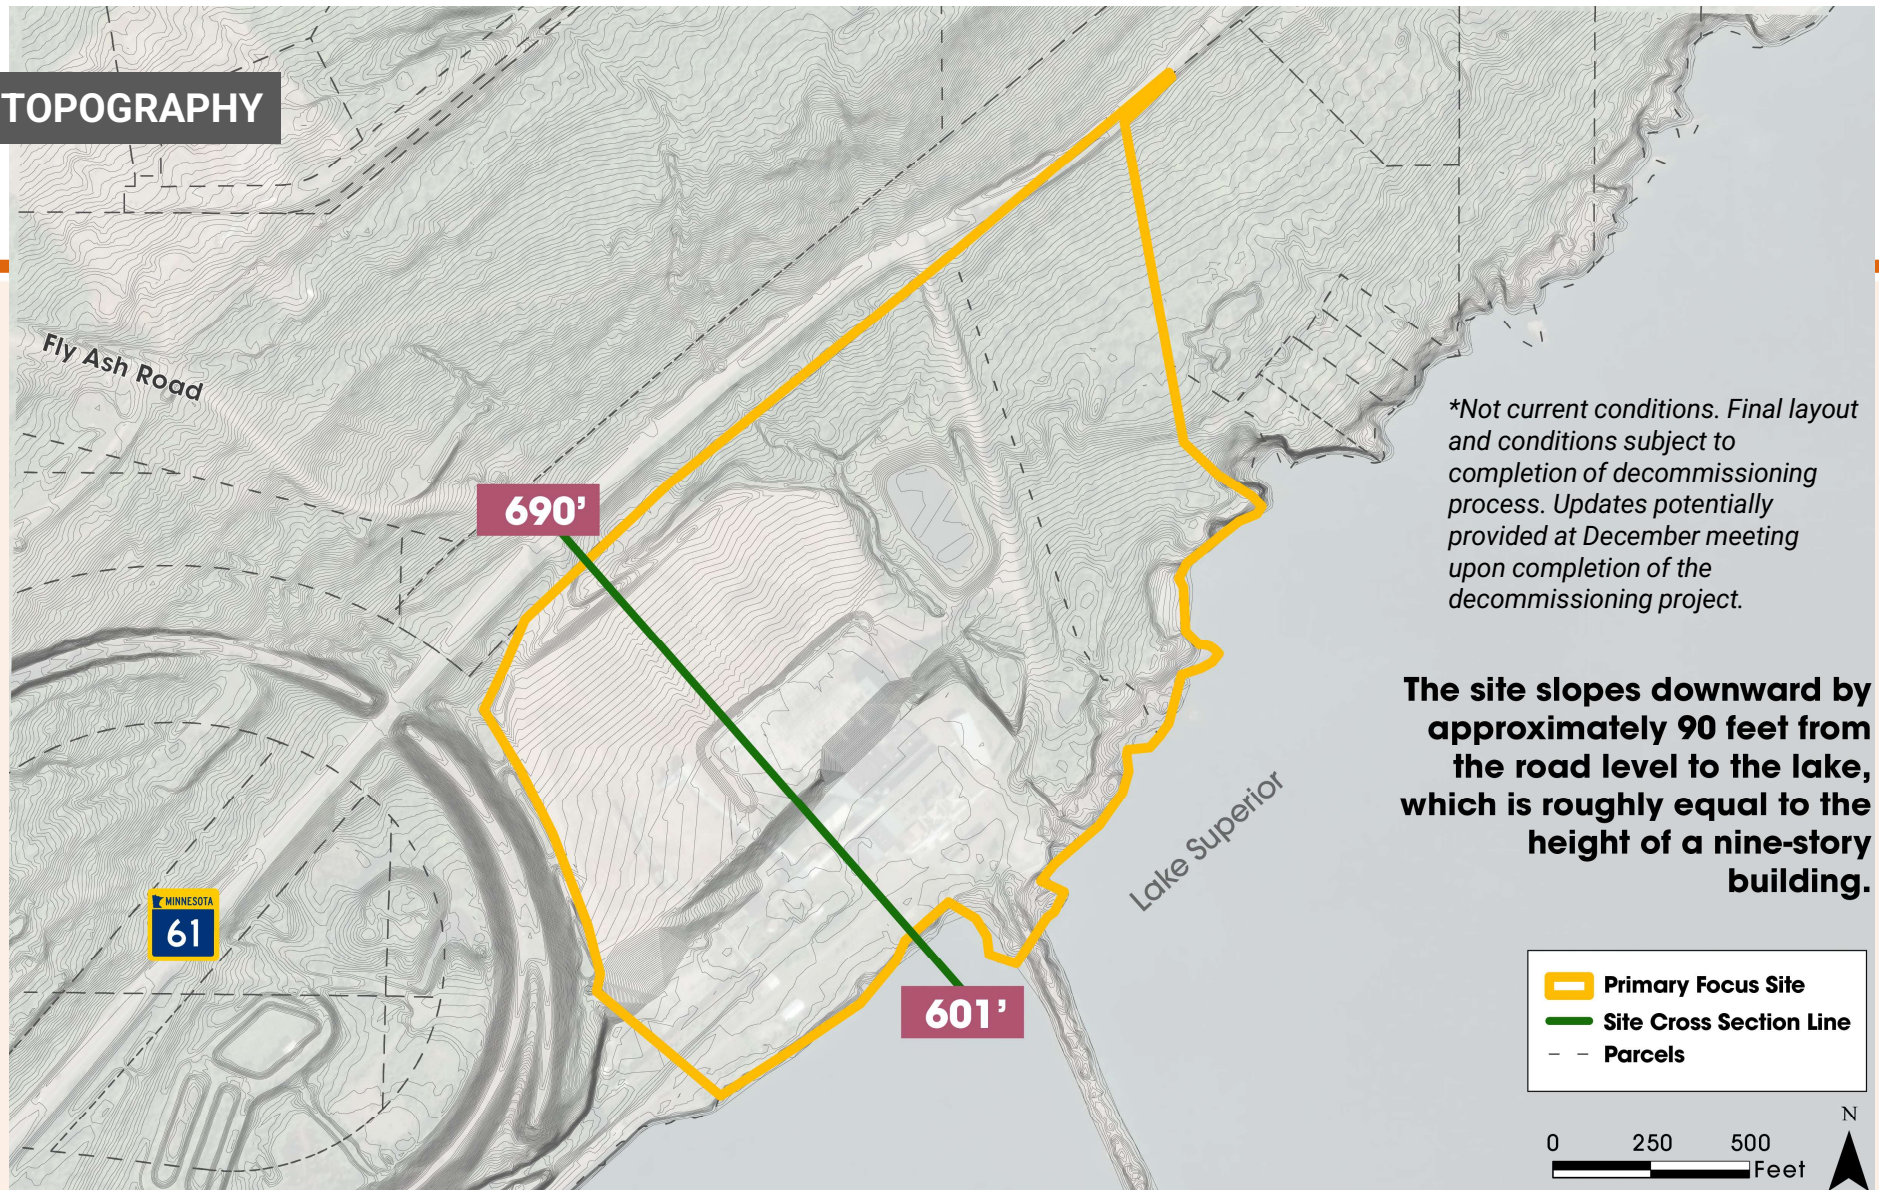 TOPOGRAPHY
Fly Ash Road
690’
*Not current conditions. Final layout
and conditions subject to
completion of decommissioning
process. Updates potentially
provided at December meeting
upon completion of the
decommissioning project.
The site slopes downward by
approximately 90 feet from
the road level to the lake,
which is roughly equal to the
height of a nine-story
building.
Lake Superior
MINNESOTA
61
601’
Primary Focus Site
Site Cross Section Line
Parcels
N
0 250 500
Feet